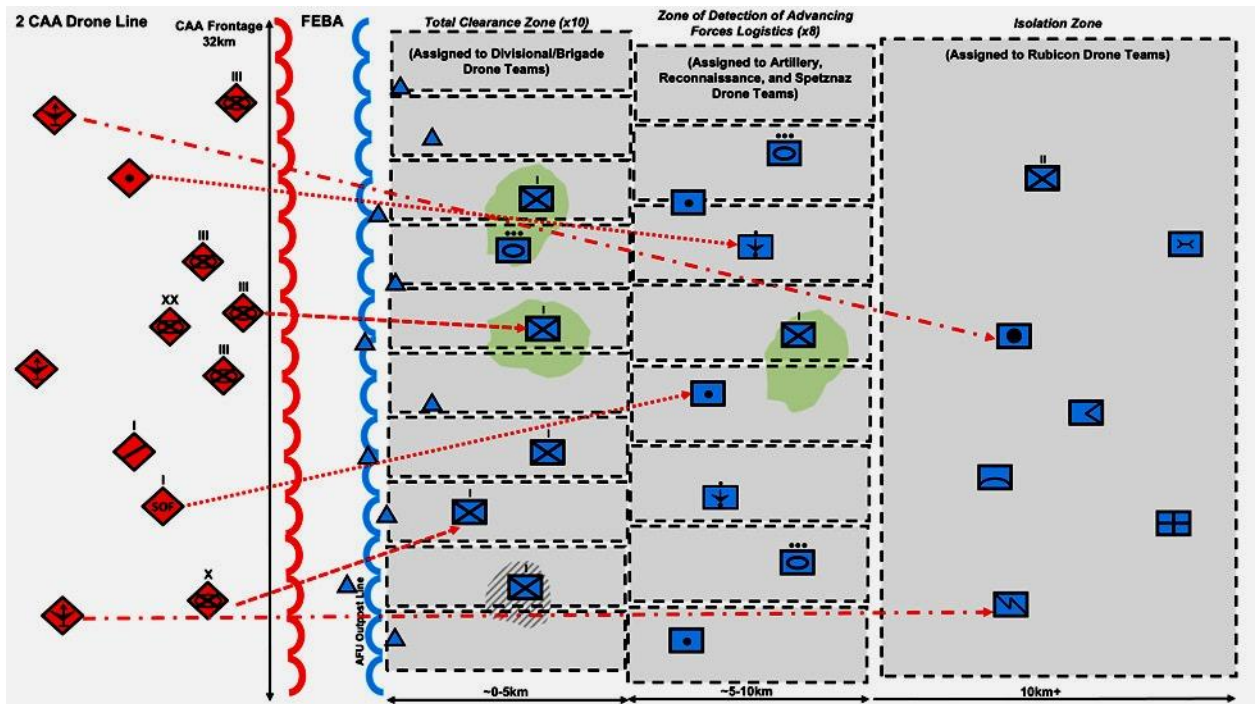 2 CAA Drone Line
CAA Frontage
32km
FEBA
Total Clearance Zone (x10)
Zone of Detection of Advancing
Forces Logistics (x8)
Isolation Zone
(Assigned to Divisional/Brigade
Drone Teams)
(Assigned to Artillery,
Reconnaissance, and Spetznaz
Drone Teams)
(Assigned to Rubicon Drone Teams)
III
II
I
III
XX
III
I
I
III
I
I
I
SOF
I
X
I
AFU Outpost Line
~0-5km
~5-10km
10km+